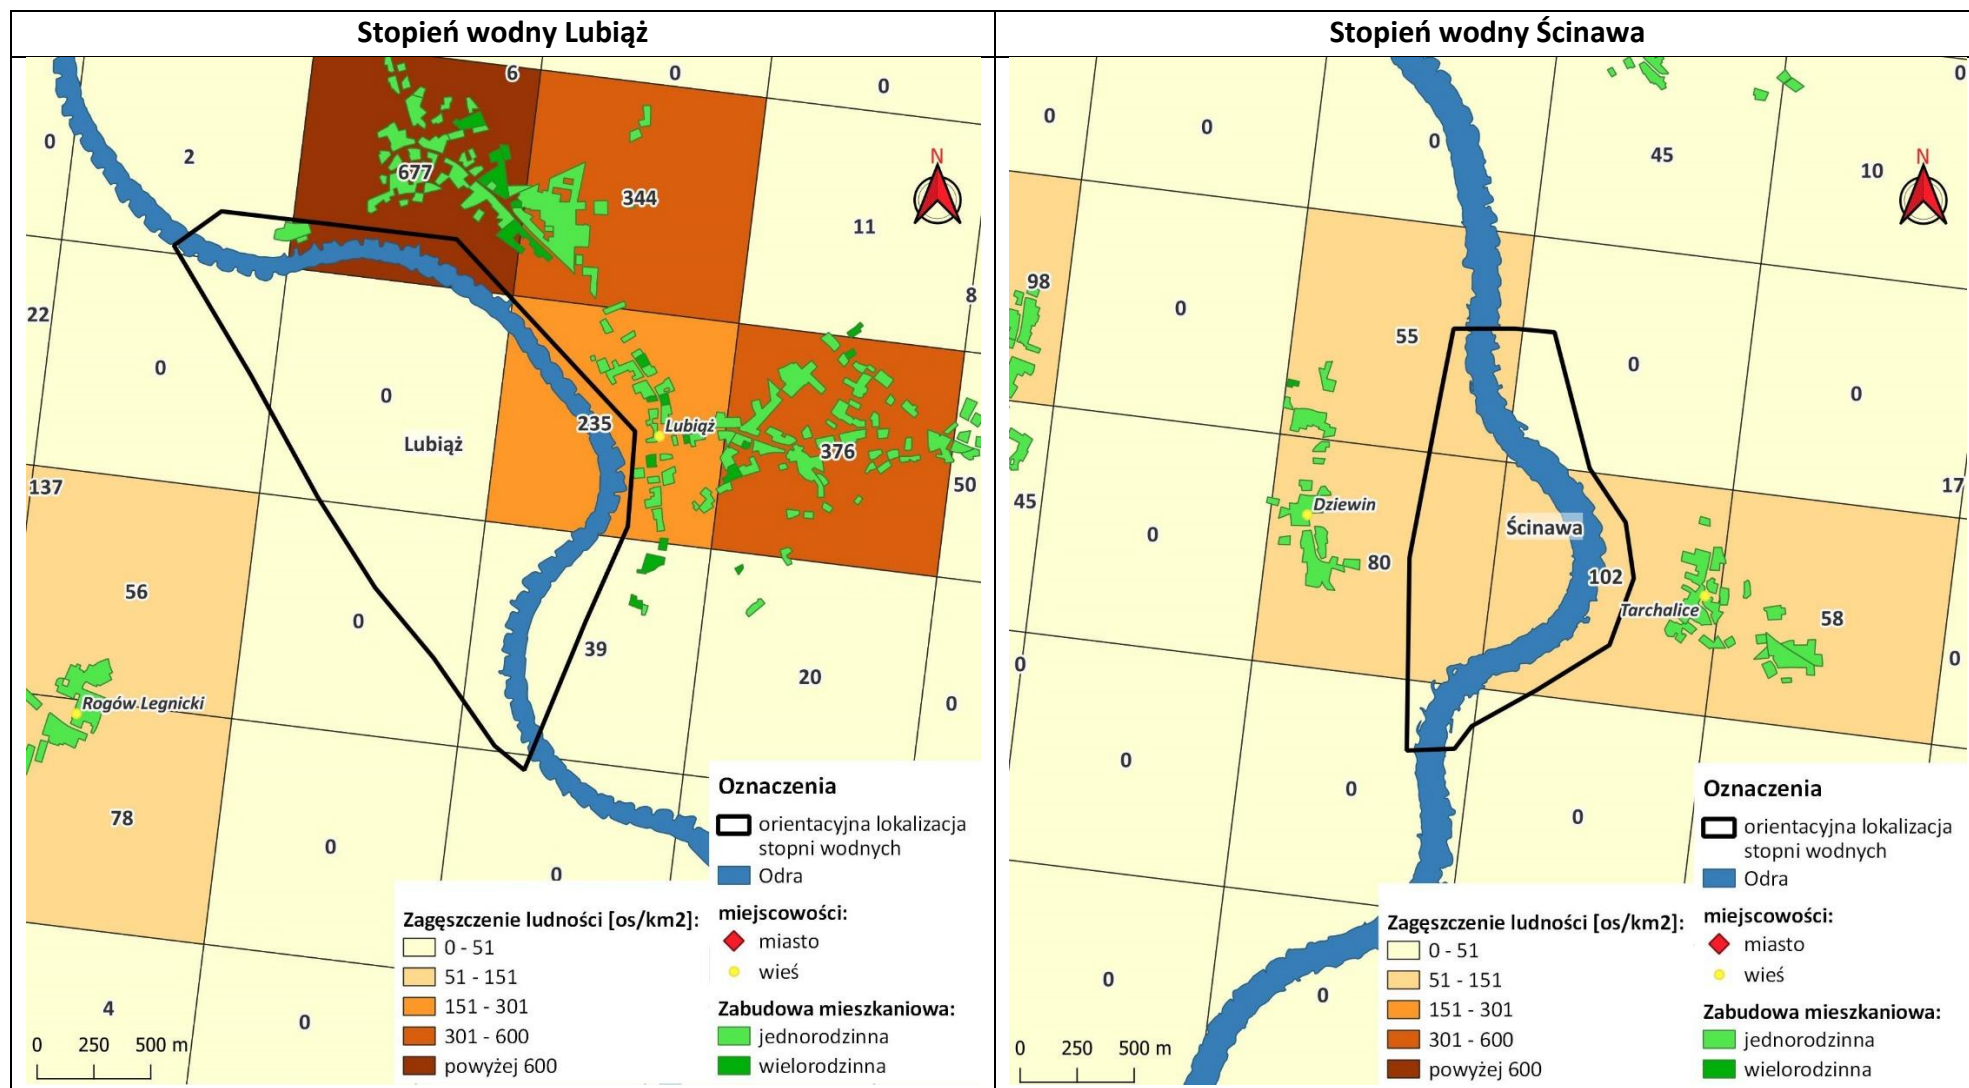 Stopień wodny Lubiąż
6
0
0
0
2
677
344
N
11
22
8
0
0
235
Lubiąż
Lubiąż
376
137
50
56
0
39
20
0
Rogów Legnicki
78
0
0
4
0
Oznaczenia
orientacyjna lokalizacja
stopni wodnych
Odra
miejscowości:
miasto
wieś
Zabudowa mieszkaniowa:
jednorodzinna
wielorodzinna
Zagęszczenie ludności [os/km2]:
0 - 51
51 - 151
151 - 301
301 - 600
powyżej 600
0 250 500 m
Stopień wodny Ścinawa
0
0
0
0
45
10
N
98
0
55
0
0
45
Dziewin
0
80
Ścinawa
102
17
Tarchalice
58
0
0
0
0
0
0
0
Oznaczenia
orientacyjna lokalizacja
stopni wodnych
Odra
miejscowości:
miasto
wieś
Zabudowa mieszkaniowa:
jednorodzinna
wielorodzinna
Zagęszczenie ludności [os/km2]:
0 - 51
51 - 151
151 - 301
301 - 600
powyżej 600
0 250 500 m